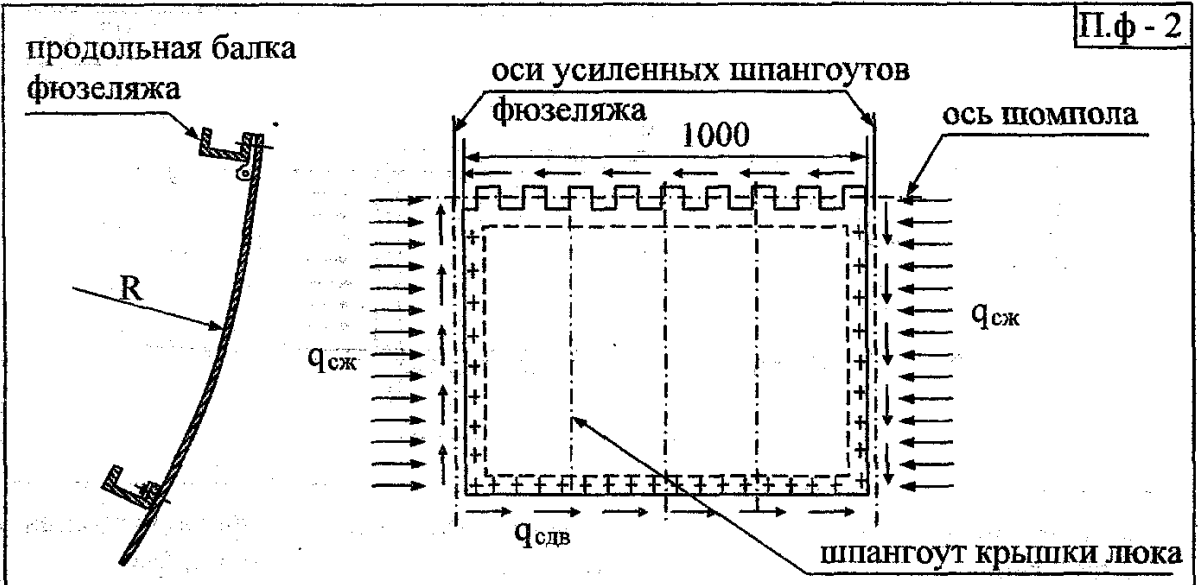 П.ф - 2
продольная балка
фюзеляжа
оси усиленных шпангоутов
фюзеляжа
ось шомпола
1000
R
qсж
qсж
qсдв
шпангоут крышки люка